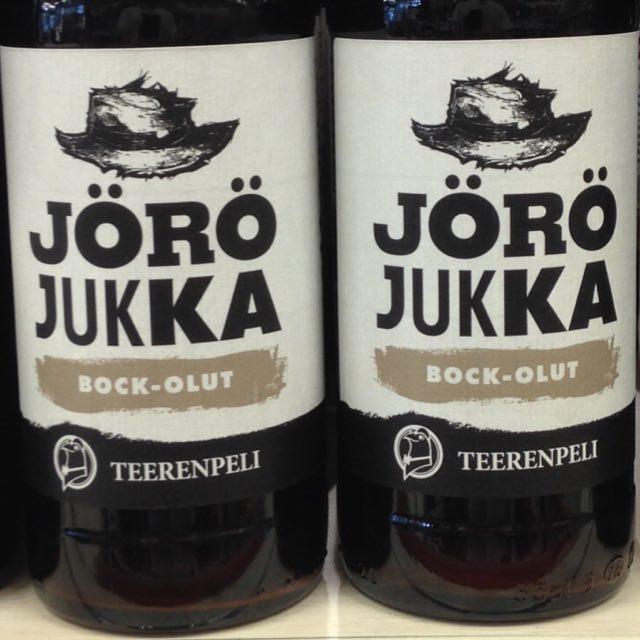 JÖRÖ
JUKKA
BOCK-OLUT
TEERENPELI
JÖRÖ
JUKKA
BOCK-OLUT
TEERENPELI